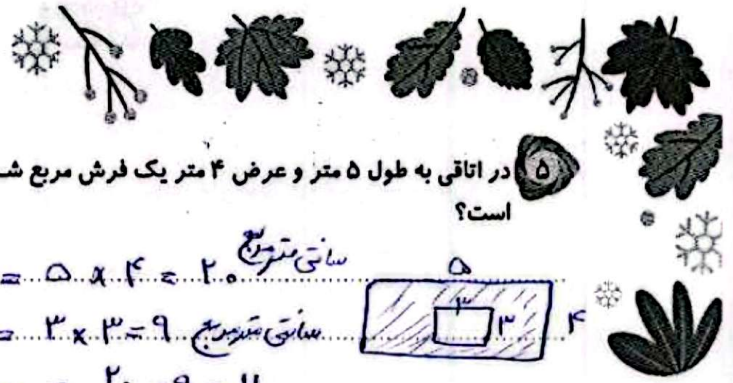 ۵ در اتاقی به طول ۵ متر و عرض ۴ متر یک فرش مربع
است؟
= ۵ x ۴ = ۲۰ سانتی متر مربع
= ۳ x ۳ = ۹ سانتی متر مربع
۵
۳
۳
۴
= ۲۰ - ۹ = ۱۱